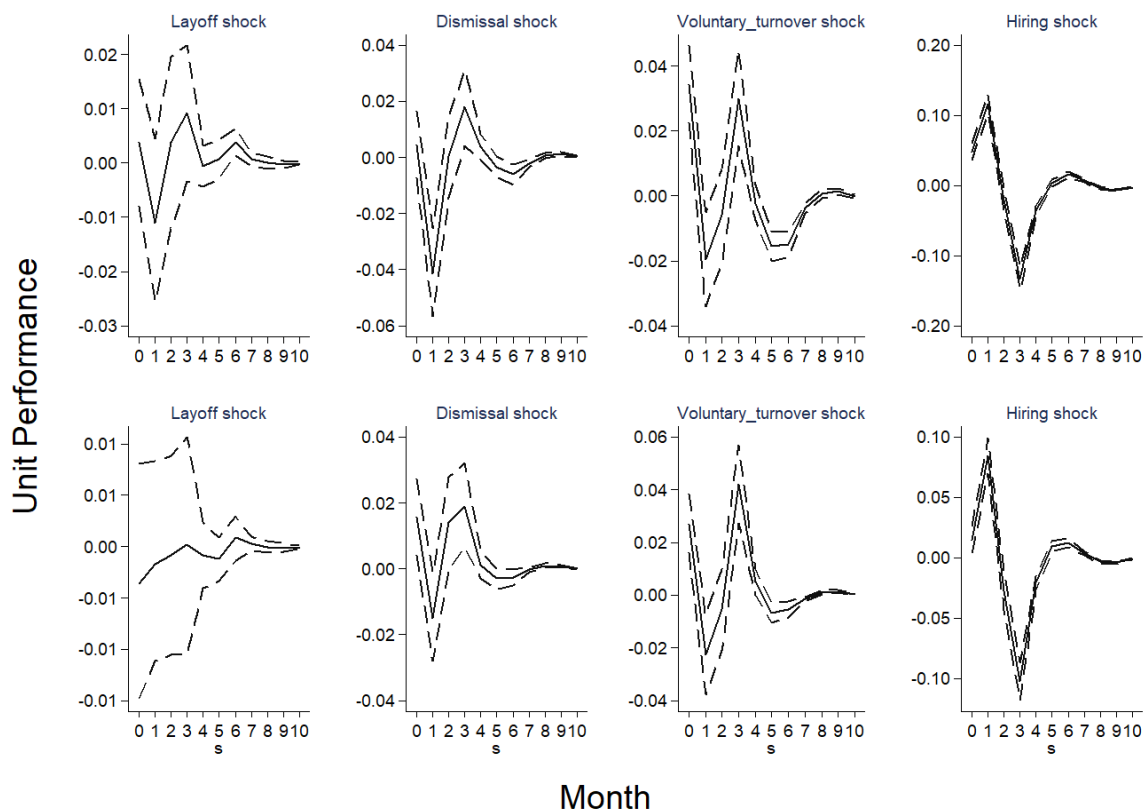 Unit Performance
Layoff shock
0.02
0.01
0.00
-0.01
-0.02
-0.03
0 1 2 3 4 5 6 7 8 9 10
Dismissal shock
0.04
0.02
0.00
-0.02
-0.04
-0.06
0 1 2 3 4 5 6 7 8 9 10
Voluntary_turnover shock
0.04
0.02
0.00
-0.02
-0.04
0 1 2 3 4 5 6 7 8 9 10
Hiring shock
0.20
0.10
0.00
-0.10
-0.20
0 1 2 3 4 5 6 7 8 9 10
Layoff shock
0.01
0.01
0.00
-0.01
-0.01
-0.01
0 1 2 3 4 5 6 7 8 9 10
s
Dismissal shock
0.04
0.02
0.00
-0.02
-0.04
0 1 2 3 4 5 6 7 8 9 10
Voluntary_turnover shock
0.06
0.04
0.02
0.00
-0.02
-0.04
0 1 2 3 4 5 6 7 8 9 10
s
Hiring shock
0.10
0.05
0.00
-0.05
-0.10
0 1 2 3 4 5 6 7 8 9 10
s
Month